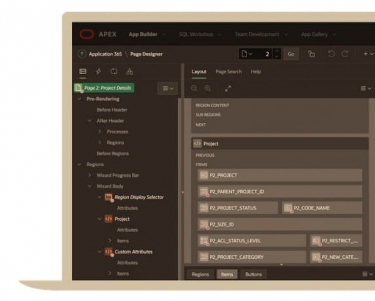 APEX App Builder SQL Workshop Team Development App Gallery
Application 365 \ Page Designer
2 Go
Page 2: Project Details
Pre-Rendering
Before Header
After Header
Processes
Regions
Before Regions
Regions
Wizard Progress Bar
Wizard Body
Region Display Selector
Attributes
Project
Attributes
Items
Custom Attributes
Attributes
Items
Layout Page Search Help
REGION CONTENT
SUB REGIONS
NEXT
Project
PREVIOUS
ITEMS
P2_PROJECT
P2_PARENT_PROJECT_ID
P2_PROJECT_STATUS P2_CODE_NAME
P2_SIZE_ID
P2_ACL_STATUS_LEVEL P2_RESTRICT_...
P2_PROJECT_CATEGORY P2_NEW_CATE...
Regions Items Buttons